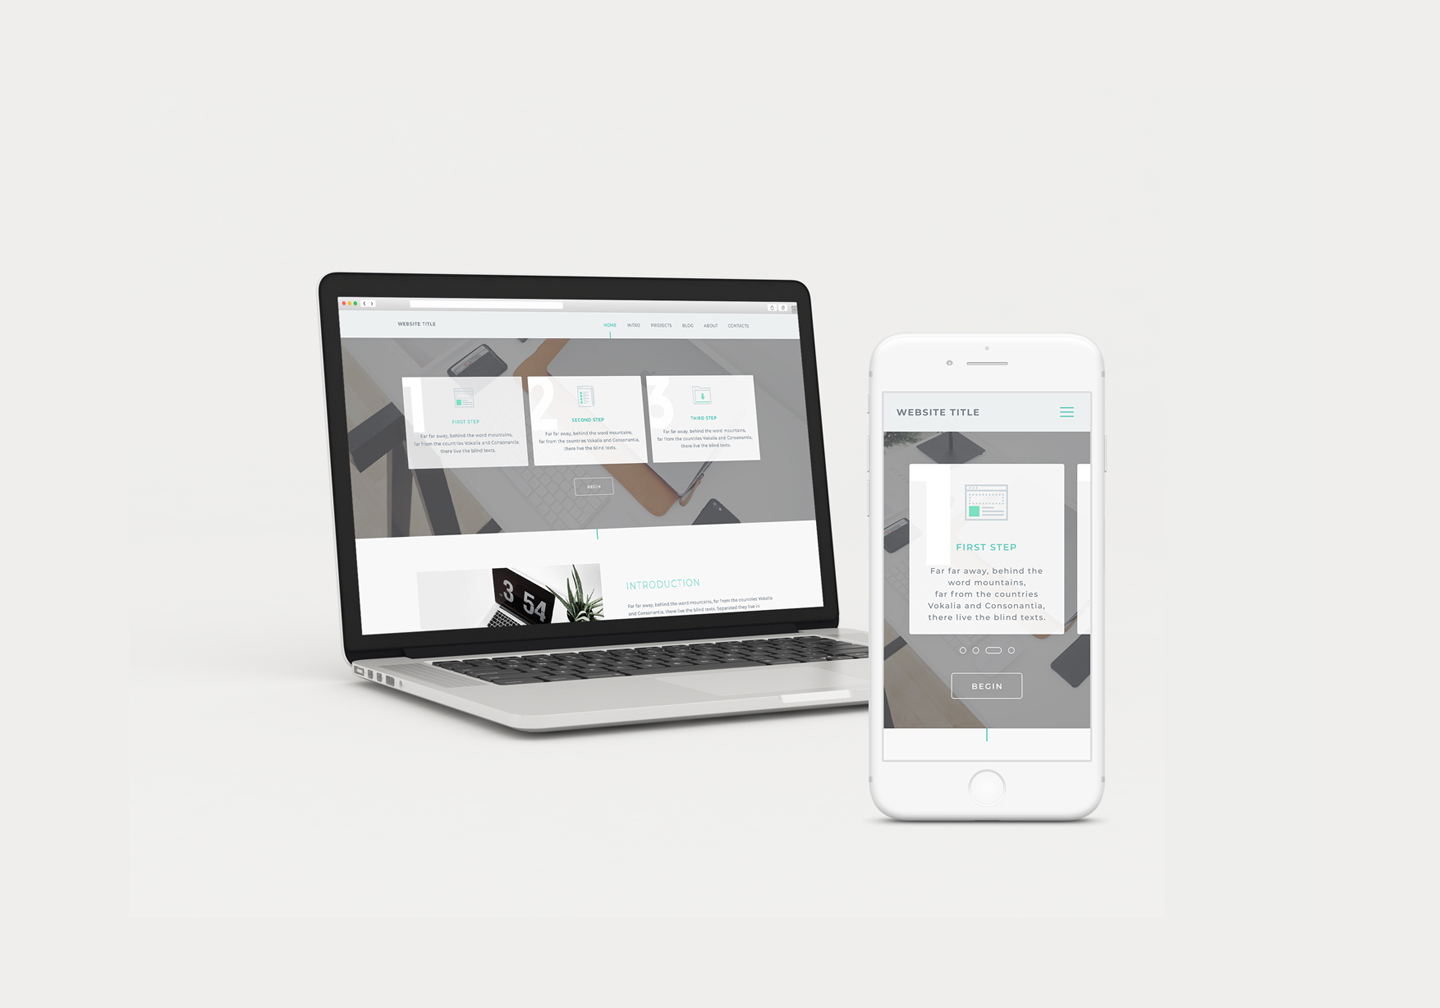 WEBSITE TITLE
HOME INTRO PROJECTS BLOG ABOUT CONTACTS
1
FIRST STEP
Far far away, behind the word mountains,
far from the countries Vokalia and Consonantia,
there live the blind texts.
2
SECOND STEP
Far far away, behind the word mountains,
far from the countries Vokalia and Consonantia,
there live the blind texts.
3
THIRD STEP
Far far away, behind the word mountains,
far from the countries Vokalia and Consonantia,
there live the blind texts.
BEGIN
3 54
INTRODUCTION
Far far away, behind the word mountains, far from the countries Vokalia
and Consonantia, there live the blind texts. Separated they live in
WEBSITE TITLE
1
FIRST STEP
Far far away, behind the
word mountains,
far from the countries
Vokalia and Consonantia,
there live the blind texts.
BEGIN